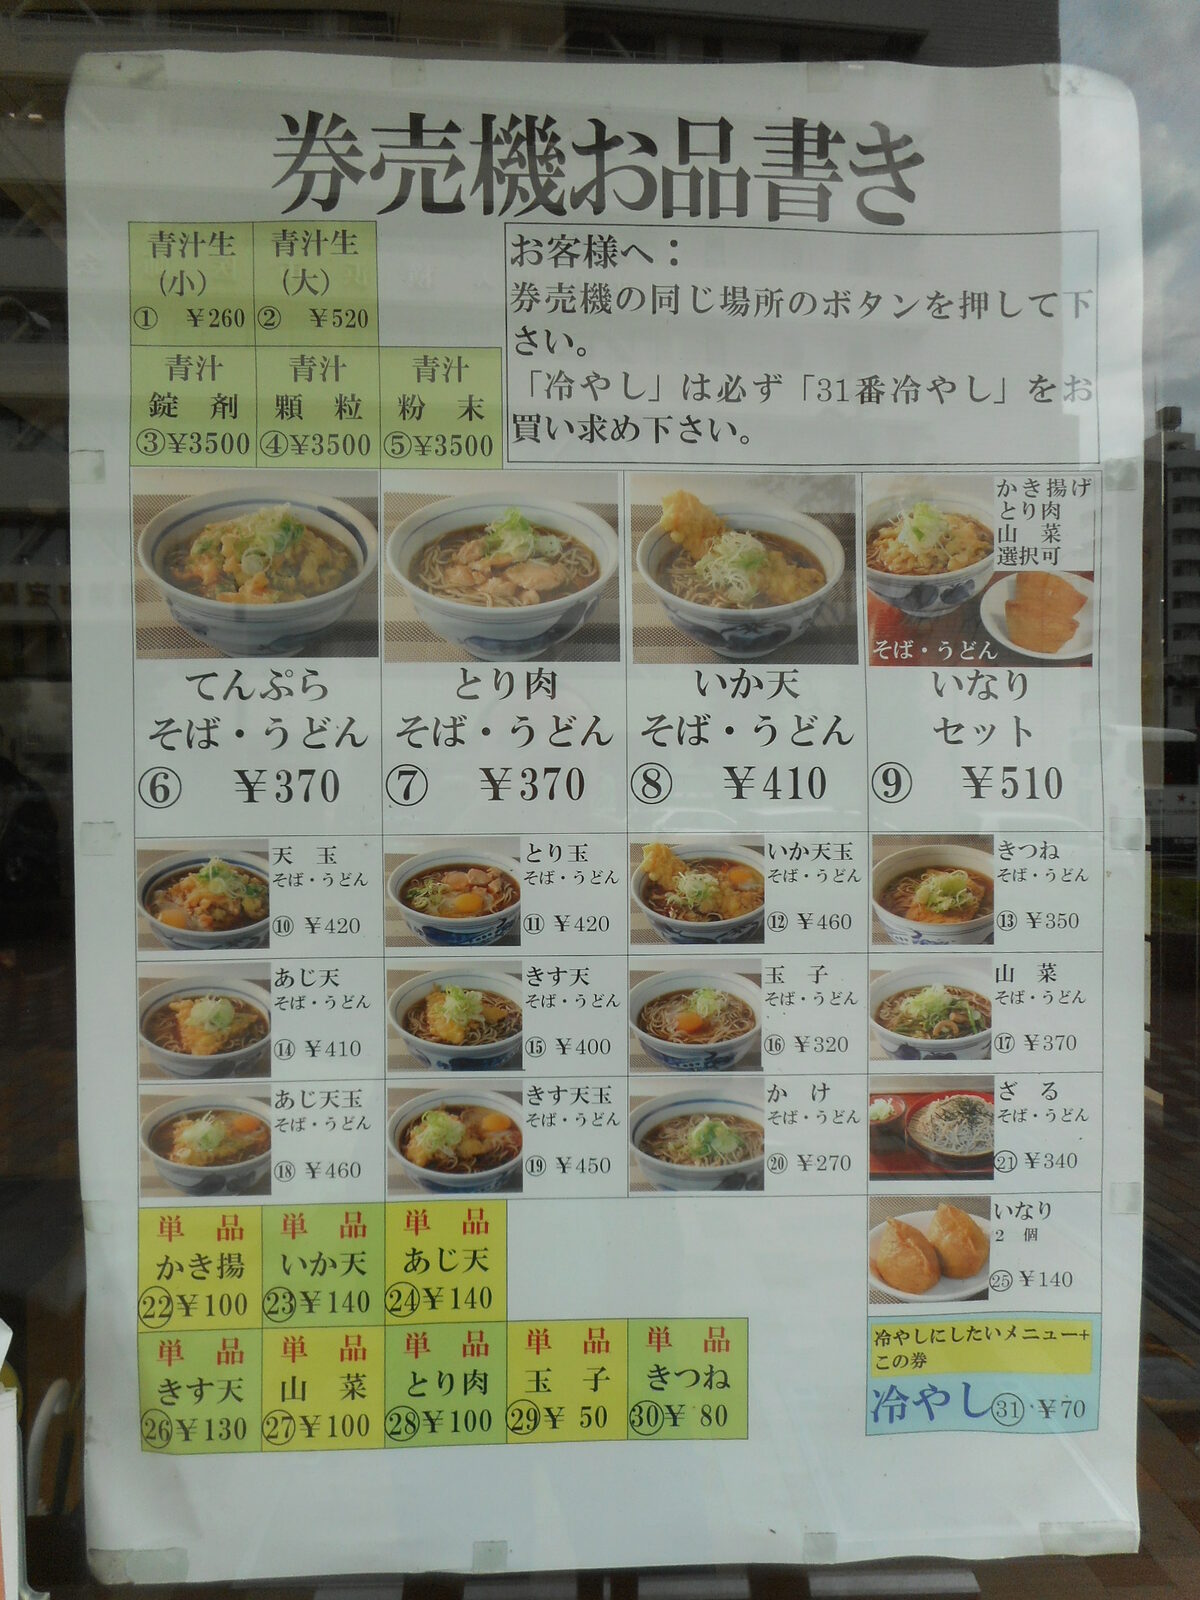 券売機お品書き
青汁生
(小)
① ￥260
青汁生
(大)
② ￥520
お客様へ：
券売機の同じ場所のボタンを押して下
さい。
「冷やし」は必ず「31番冷やし」をお
買い求め下さい。
青汁
錠 剤
③￥3500
青汁
顆 粒
④￥3500
青汁
粉 末
⑤￥3500
てんぷら
そば・うどん
⑥ ￥370
とり肉
そば・うどん
⑦ ￥370
いか天
そば・うどん
⑧ ￥410
かき揚げ
とり肉
山 菜
選択可
そば・うどん
いなり
セット
⑨ ￥510
天 玉
そば・うどん
⑩ ￥420
とり玉
そば・うどん
⑪ ￥420
いか天玉
そば・うどん
⑫ ￥460
きつね
そば・うどん
⑬ ￥350
あじ天
そば・うどん
⑭ ￥410
きす天
そば・うどん
⑮ ￥400
玉 子
そば・うどん
⑯ ￥320
山 菜
そば・うどん
⑰ ￥370
あじ天玉
そば・うどん
⑱ ￥460
きす天玉
そば・うどん
⑲ ￥450
か け
そば・うどん
⑳ ￥270
ざ る
そば・うどん
㉑ ￥340
単 品
かき揚
㉒￥100
単 品
いか天
㉓￥140
単 品
あじ天
㉔￥140
いなり
2 個
㉕ ￥140
単 品
きす天
㉖￥130
単 品
山 菜
㉗￥100
単 品
とり肉
㉘￥100
単 品
玉 子
㉙￥ 50
単 品
きつね
㉚￥ 80
冷やしにしたいメニュー+
この券
冷やし㉛ ￥70